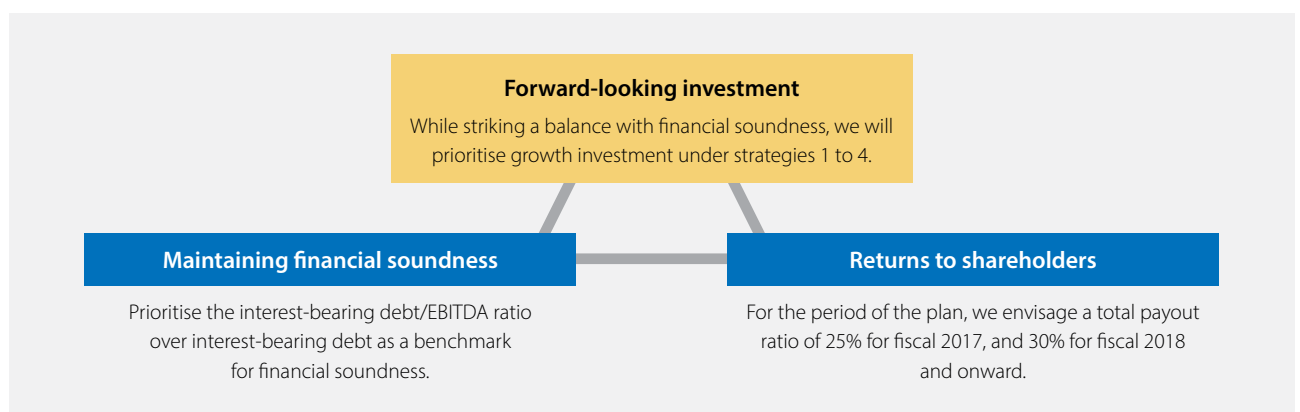 Forward-looking investment
While striking a balance with financial soundness, we will
prioritise growth investment under strategies 1 to 4.
Maintaining financial soundness
Prioritise the interest-bearing debt/EBITDA ratio
over interest-bearing debt as a benchmark
for financial soundness.
Returns to shareholders
For the period of the plan, we envisage a total payout
ratio of 25% for fiscal 2017, and 30% for fiscal 2018
and onward.